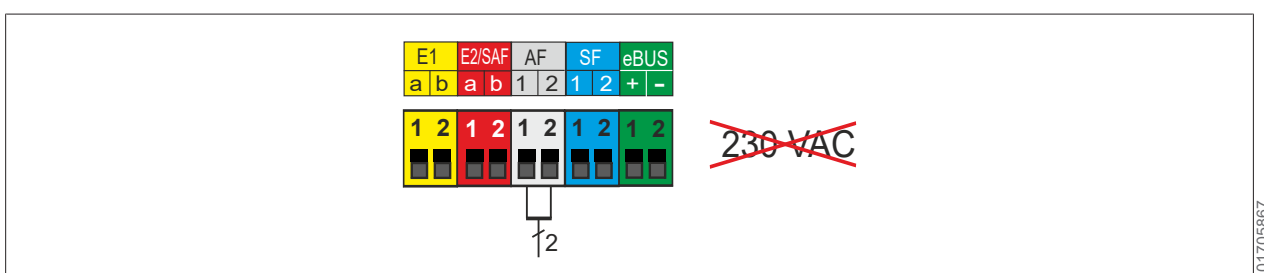 E1 E2/SAF AF SF eBUS
a b a b 1 2 1 2 + -
1 2 1 2 1 2 1 2 1 2
230 VAC
2
01705867